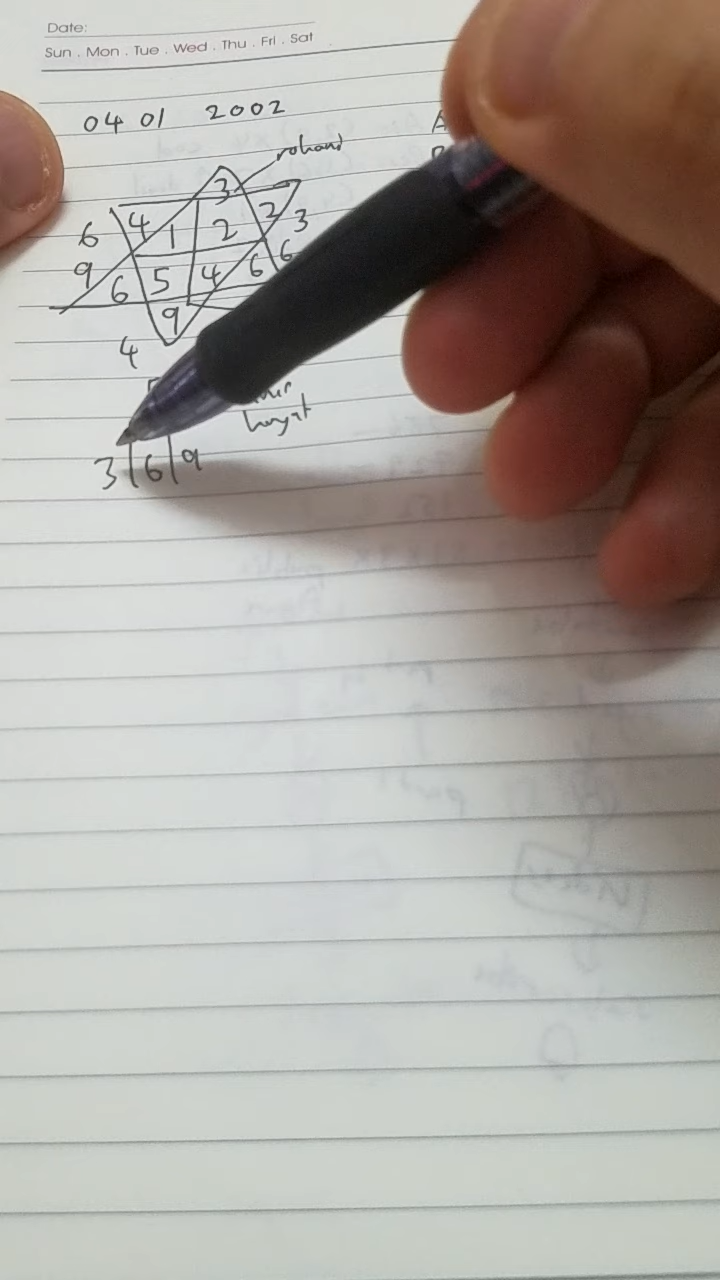 Date:
Sun . Mon . Tue . Wed . Thu . Fri . Sat
04 01 2002
3
6 4 1 2 2 3
9 6 5 4 6 6
9
4
3 | 6 | 9